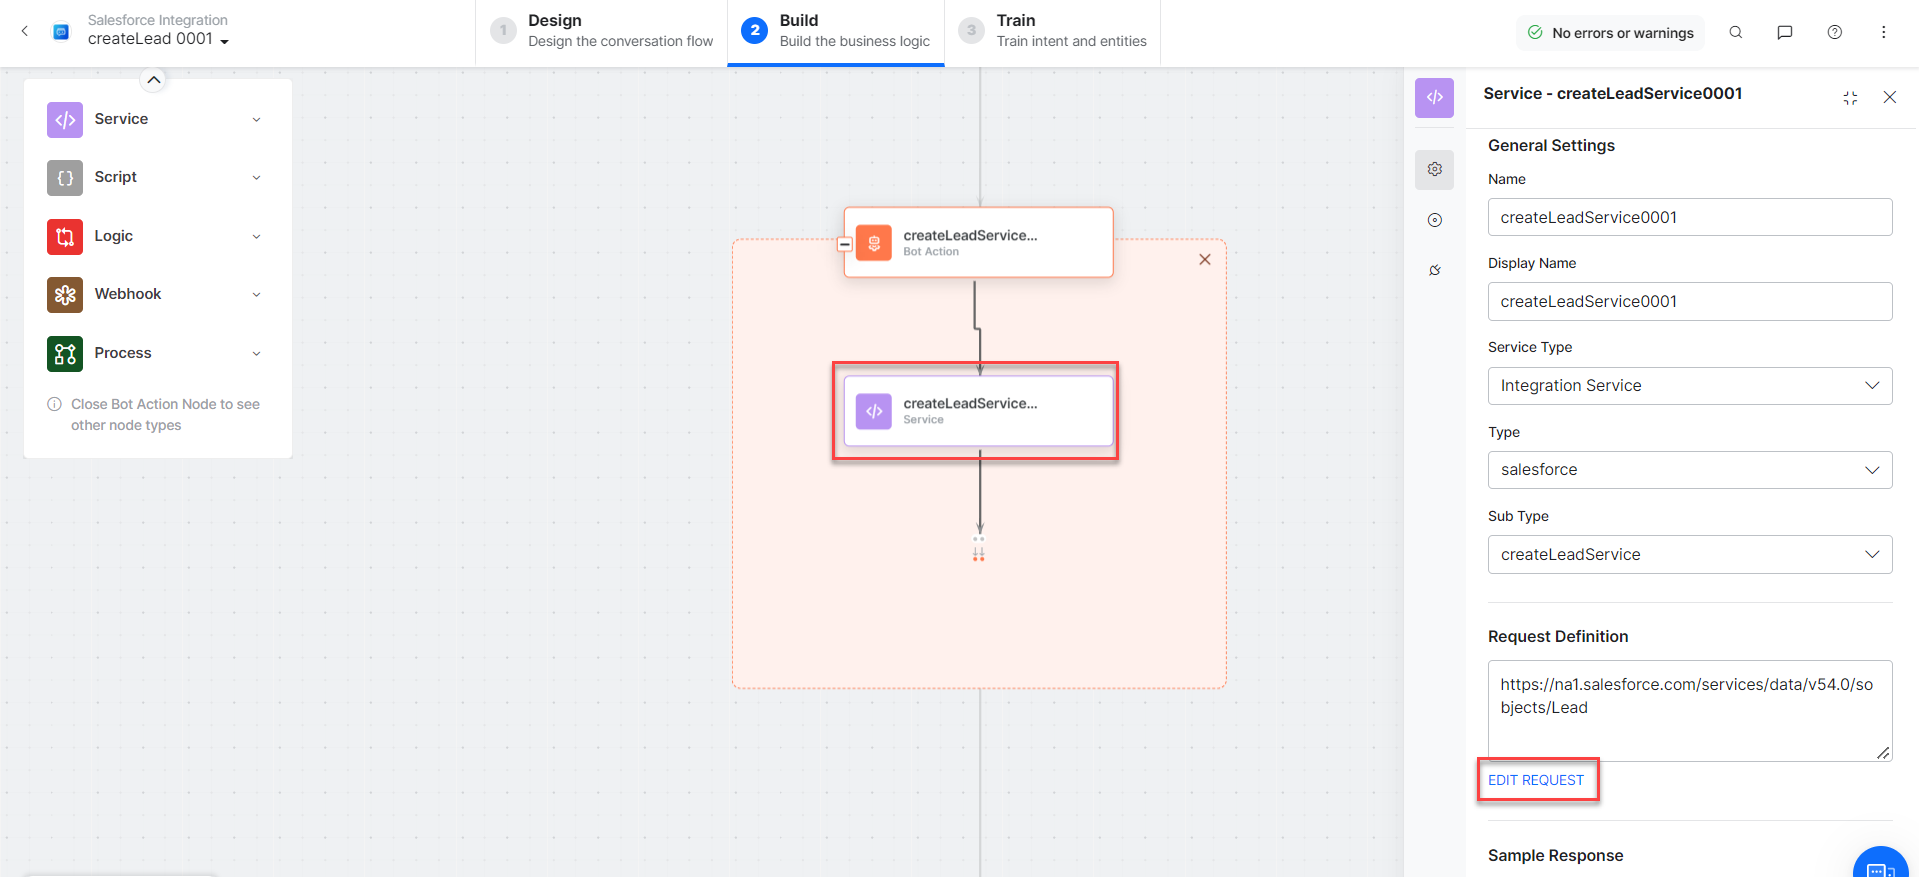 Salesforce Integration
createLead 0001
1
Design
Design the conversation flow
2
Build
Build the business logic
3
Train
Train intent and entities
No errors or warnings
Service
Script
Logic
Webhook
Process
Close Bot Action Node to see
other node types
createLeadService...
Bot Action
createLeadService...
Service
Service - createLeadService0001
General Settings
Name
createLeadService0001
Display Name
createLeadService0001
Service Type
Integration Service
Type
salesforce
Sub Type
createLeadService
Request Definition
https://na1.salesforce.com/services/data/v54.0/so
bjects/Lead
EDIT REQUEST
Sample Response